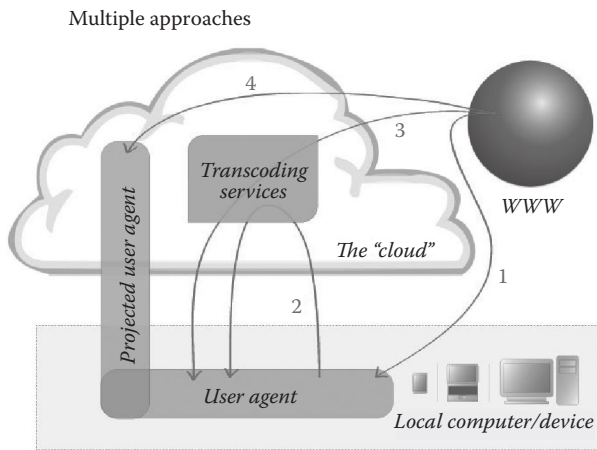 Multiple approaches
4
3
Transcoding
services
WWW
Projected user agent
The "cloud"
1
2
User agent
Local computer/device